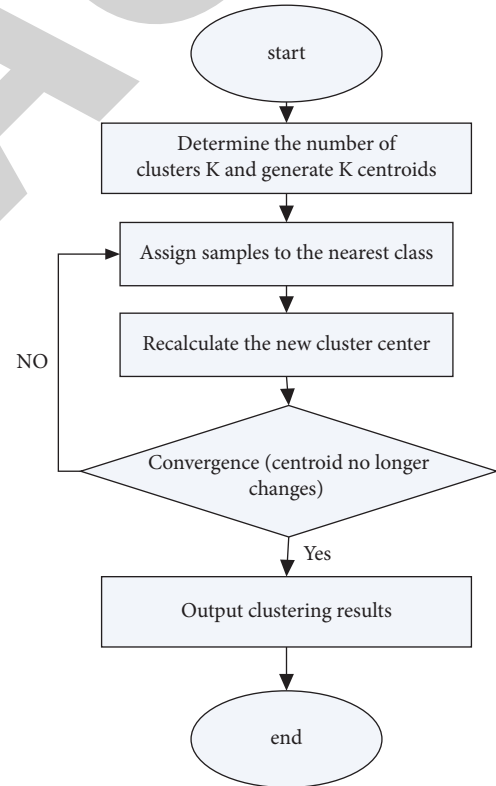 start
Determine the number of
clusters K and generate K centroids
Assign samples to the nearest class
Recalculate the new cluster center
NO
Convergence (centroid no longer
changes)
Yes
Output clustering results
end